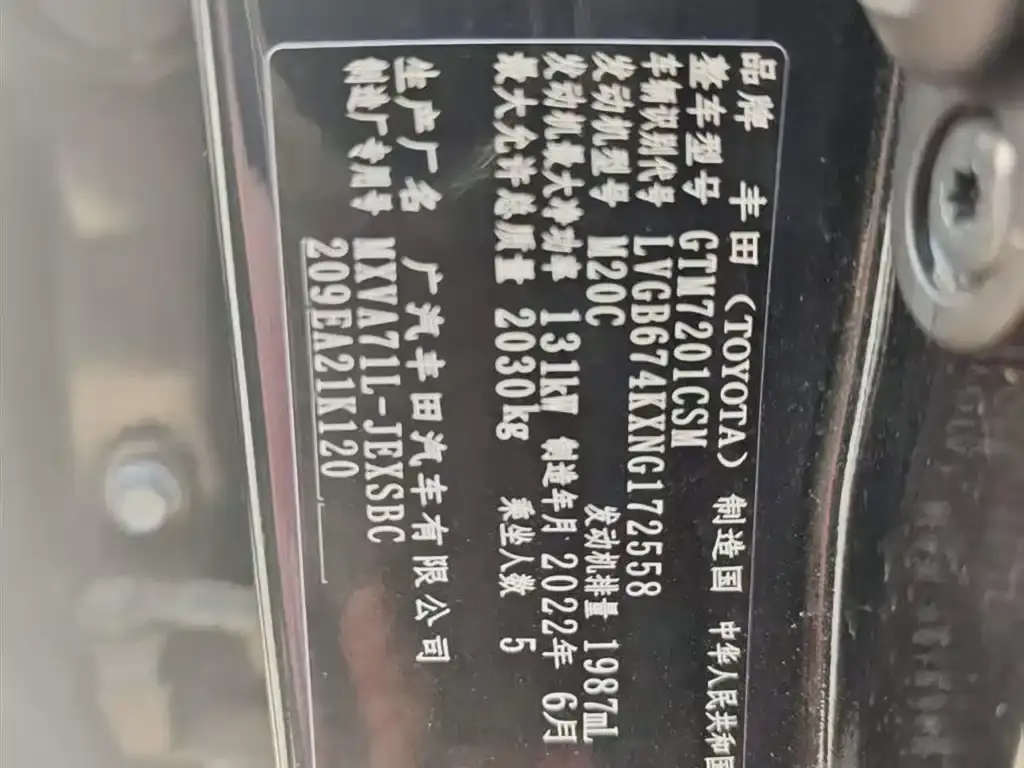 品牌 丰田（TOYOTA） 制造国 中华人民共和国
整车型号 GTM7201CSM
车辆识别代号 LVGB674KXNG172558
发动机型号 M20C 发动机排量 1987ml
发动机最大净功率 131kW 制造年月 2022年 6月
最大允许总质量 2030kg 乘坐人数 5
生产厂名 广汽丰田汽车有限公司
制造厂专用号 MXVA71L-JEXSBC
209EA21K120